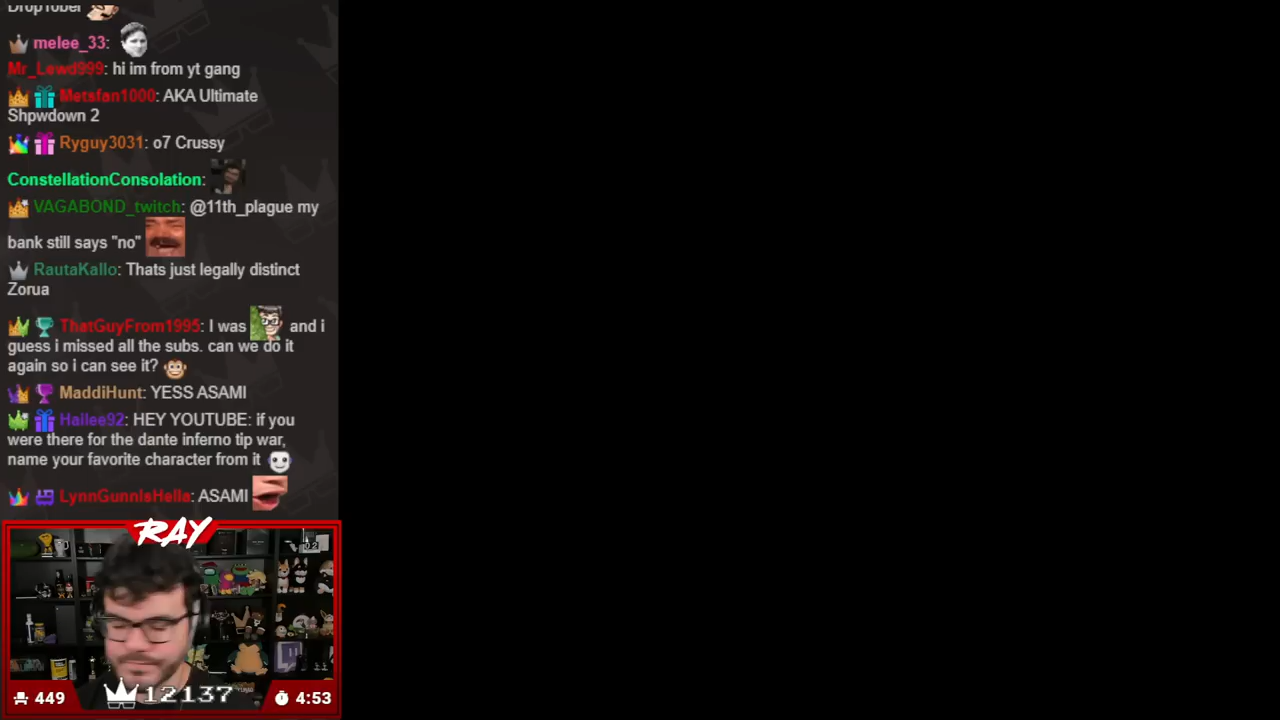 DropTober
melee_33:
Mr_Lewd999: hi im from yt gang
Metsfan1000: AKA Ultimate
Shpwdown 2
Ryguy3031: o7 Crussy
ConstellationConsolation:
VAGABOND_twitch: @11th_plague my
bank still says "no"
RautaKallo: Thats just legally distinct
Zorua
ThatGuyFrom1995: I was and i
guess i missed all the subs. can we do it
again so i can see it?
MaddiHunt: YESS ASAMI
Hailee92: HEY YOUTUBE: if you
were there for the dante inferno tip war,
name your favorite character from it
LynnGunnIsHella: ASAMI
RAY
449
12137
4:53